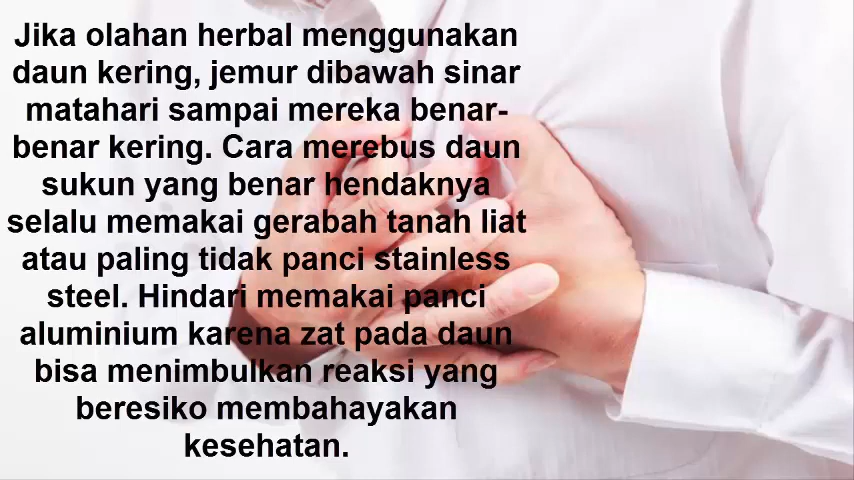 Jika olahan herbal menggunakan
daun kering, jemur dibawah sinar
matahari sampai mereka benar-
benar kering. Cara merebus daun
sukun yang benar hendaknya
selalu memakai gerabah tanah liat
atau paling tidak panci stainless
steel. Hindari memakai panci
aluminium karena zat pada daun
bisa menimbulkan reaksi yang
beresiko membahayakan
kesehatan.